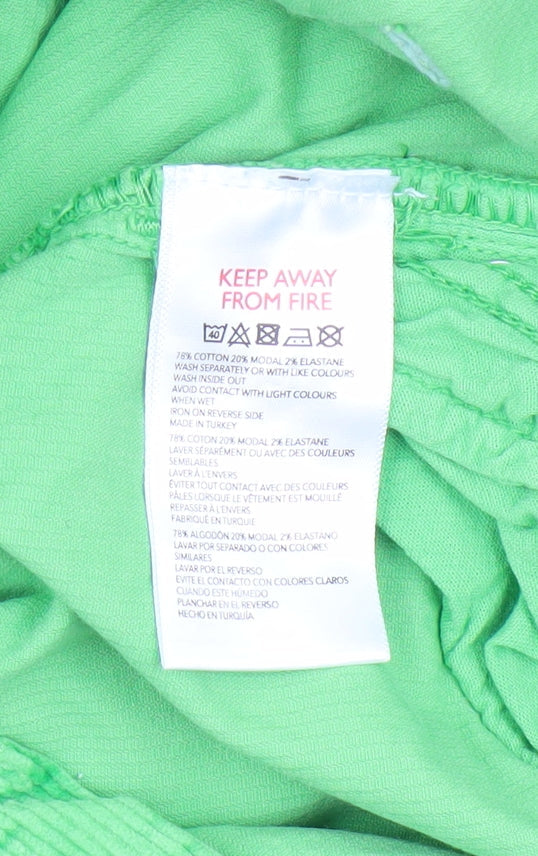 KEEP AWAY
FROM FIRE
40
78% COTTON 20% MODAL 2% ELASTANE
WASH SEPARATELY OR WITH LIKE COLOURS
WASH INSIDE OUT
AVOID CONTACT WITH LIGHT COLOURS
WHEN WET
IRON ON REVERSE SIDE
MADE IN TURKEY
78% COTON 20% MODAL 2% ELASTANE
LAVER SÉPARÉMENT OU AVEC DES COULEURS
SEMBLABLES
LAVER À L'ENVERS
ÉVITER TOUT CONTACT AVEC DES COULEURS
PÂLES LORSQUE LE VÊTEMENT EST MOUILLÉ
REPASSER À L'ENVERS
FABRIQUÉ EN TURQUIE
78% ALGODÓN 20% MODAL 2% ELASTANO
LAVAR POR SEPARADO O CON COLORES
SIMILARES
LAVAR POR EL REVERSO
EVITE EL CONTACTO CON COLORES CLAROS
CUANDO ESTE HÚMEDO
PLANCHAR EN EL REVERSO
HECHO EN TURQUÍA